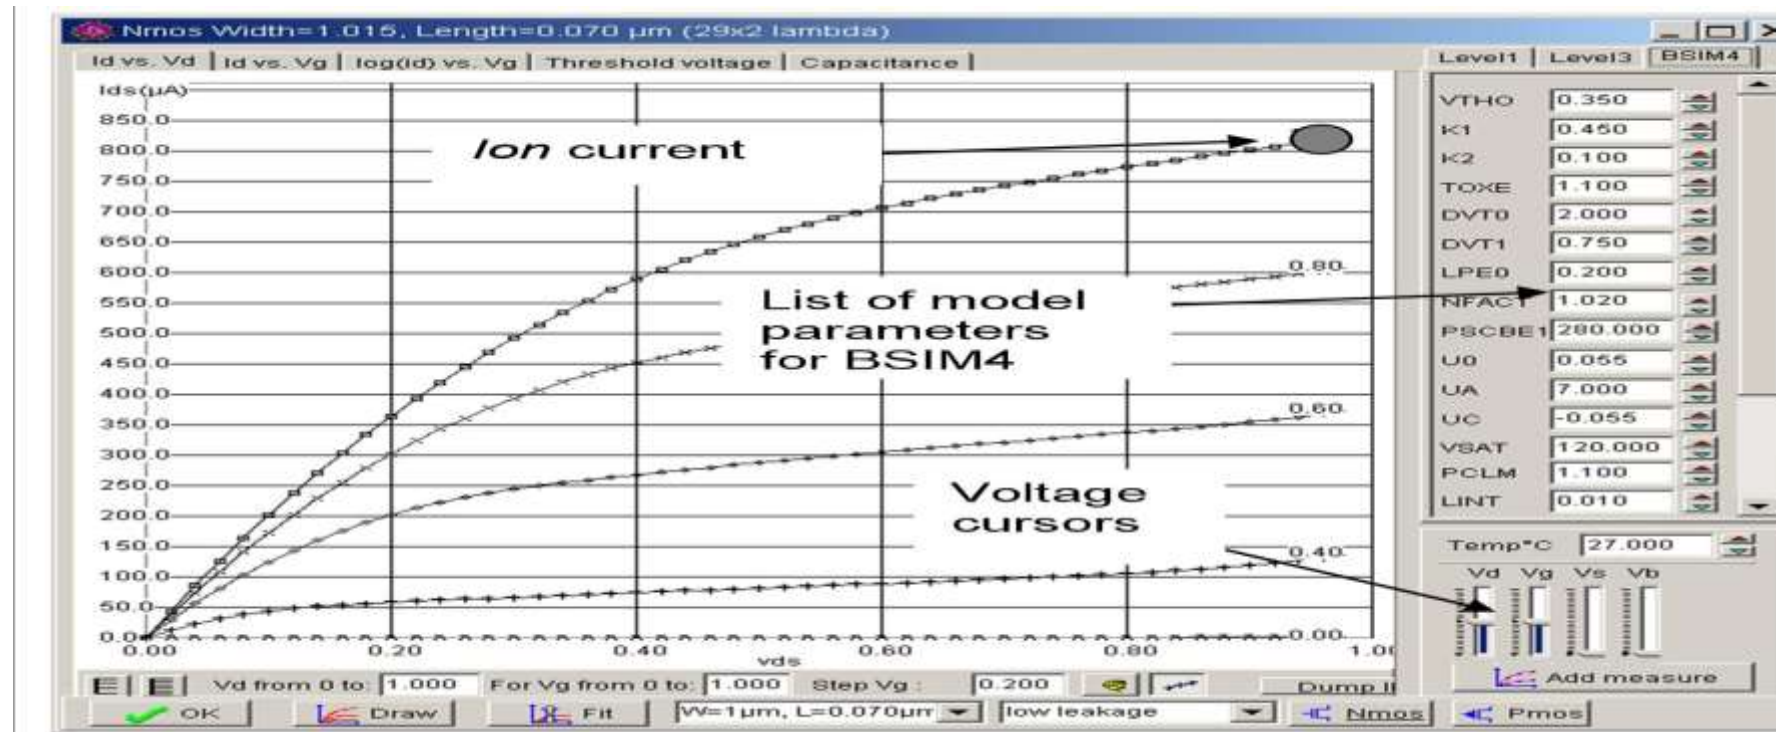 Nmos Width=1.015, Length=0.070 µm (29x2 lambda)
Id vs. Vd | Id vs. Vg | log(id) vs. Vg | Threshold voltage | Capacitance
Level1 | Level3 | BSIM4
Ids(µA)
850.0
800.0
750.0
700.0
650.0
600.0
550.0
500.0
450.0
400.0
350.0
300.0
250.0
200.0
150.0
100.0
50.0
0.0
Ion current
0.80
List of model
parameters
for BSIM4
0.60
Voltage
cursors
0.40
0.00
0.00 0.20 0.40 0.60 0.80
vds
VTHO 0.350
K1 0.450
K2 0.100
TOXE 1.100
DVT0 2.000
DVT1 0.750
LPE0 0.200
NFACT 1.020
PSCBE1 280.000
U0 0.055
UA 7.000
UC -0.055
VSAT 120.000
PCLM 1.100
LINT 0.010
Temp°C 27.000
Vd Vg Vs Vb
Add measure
Vd from 0 to: 1.000 For Vg from 0 to: 1.000 Step Vg : 0.200
Dump
OK Draw Fit W=1µm, L=0.070µm low leakage Nmos Pmos